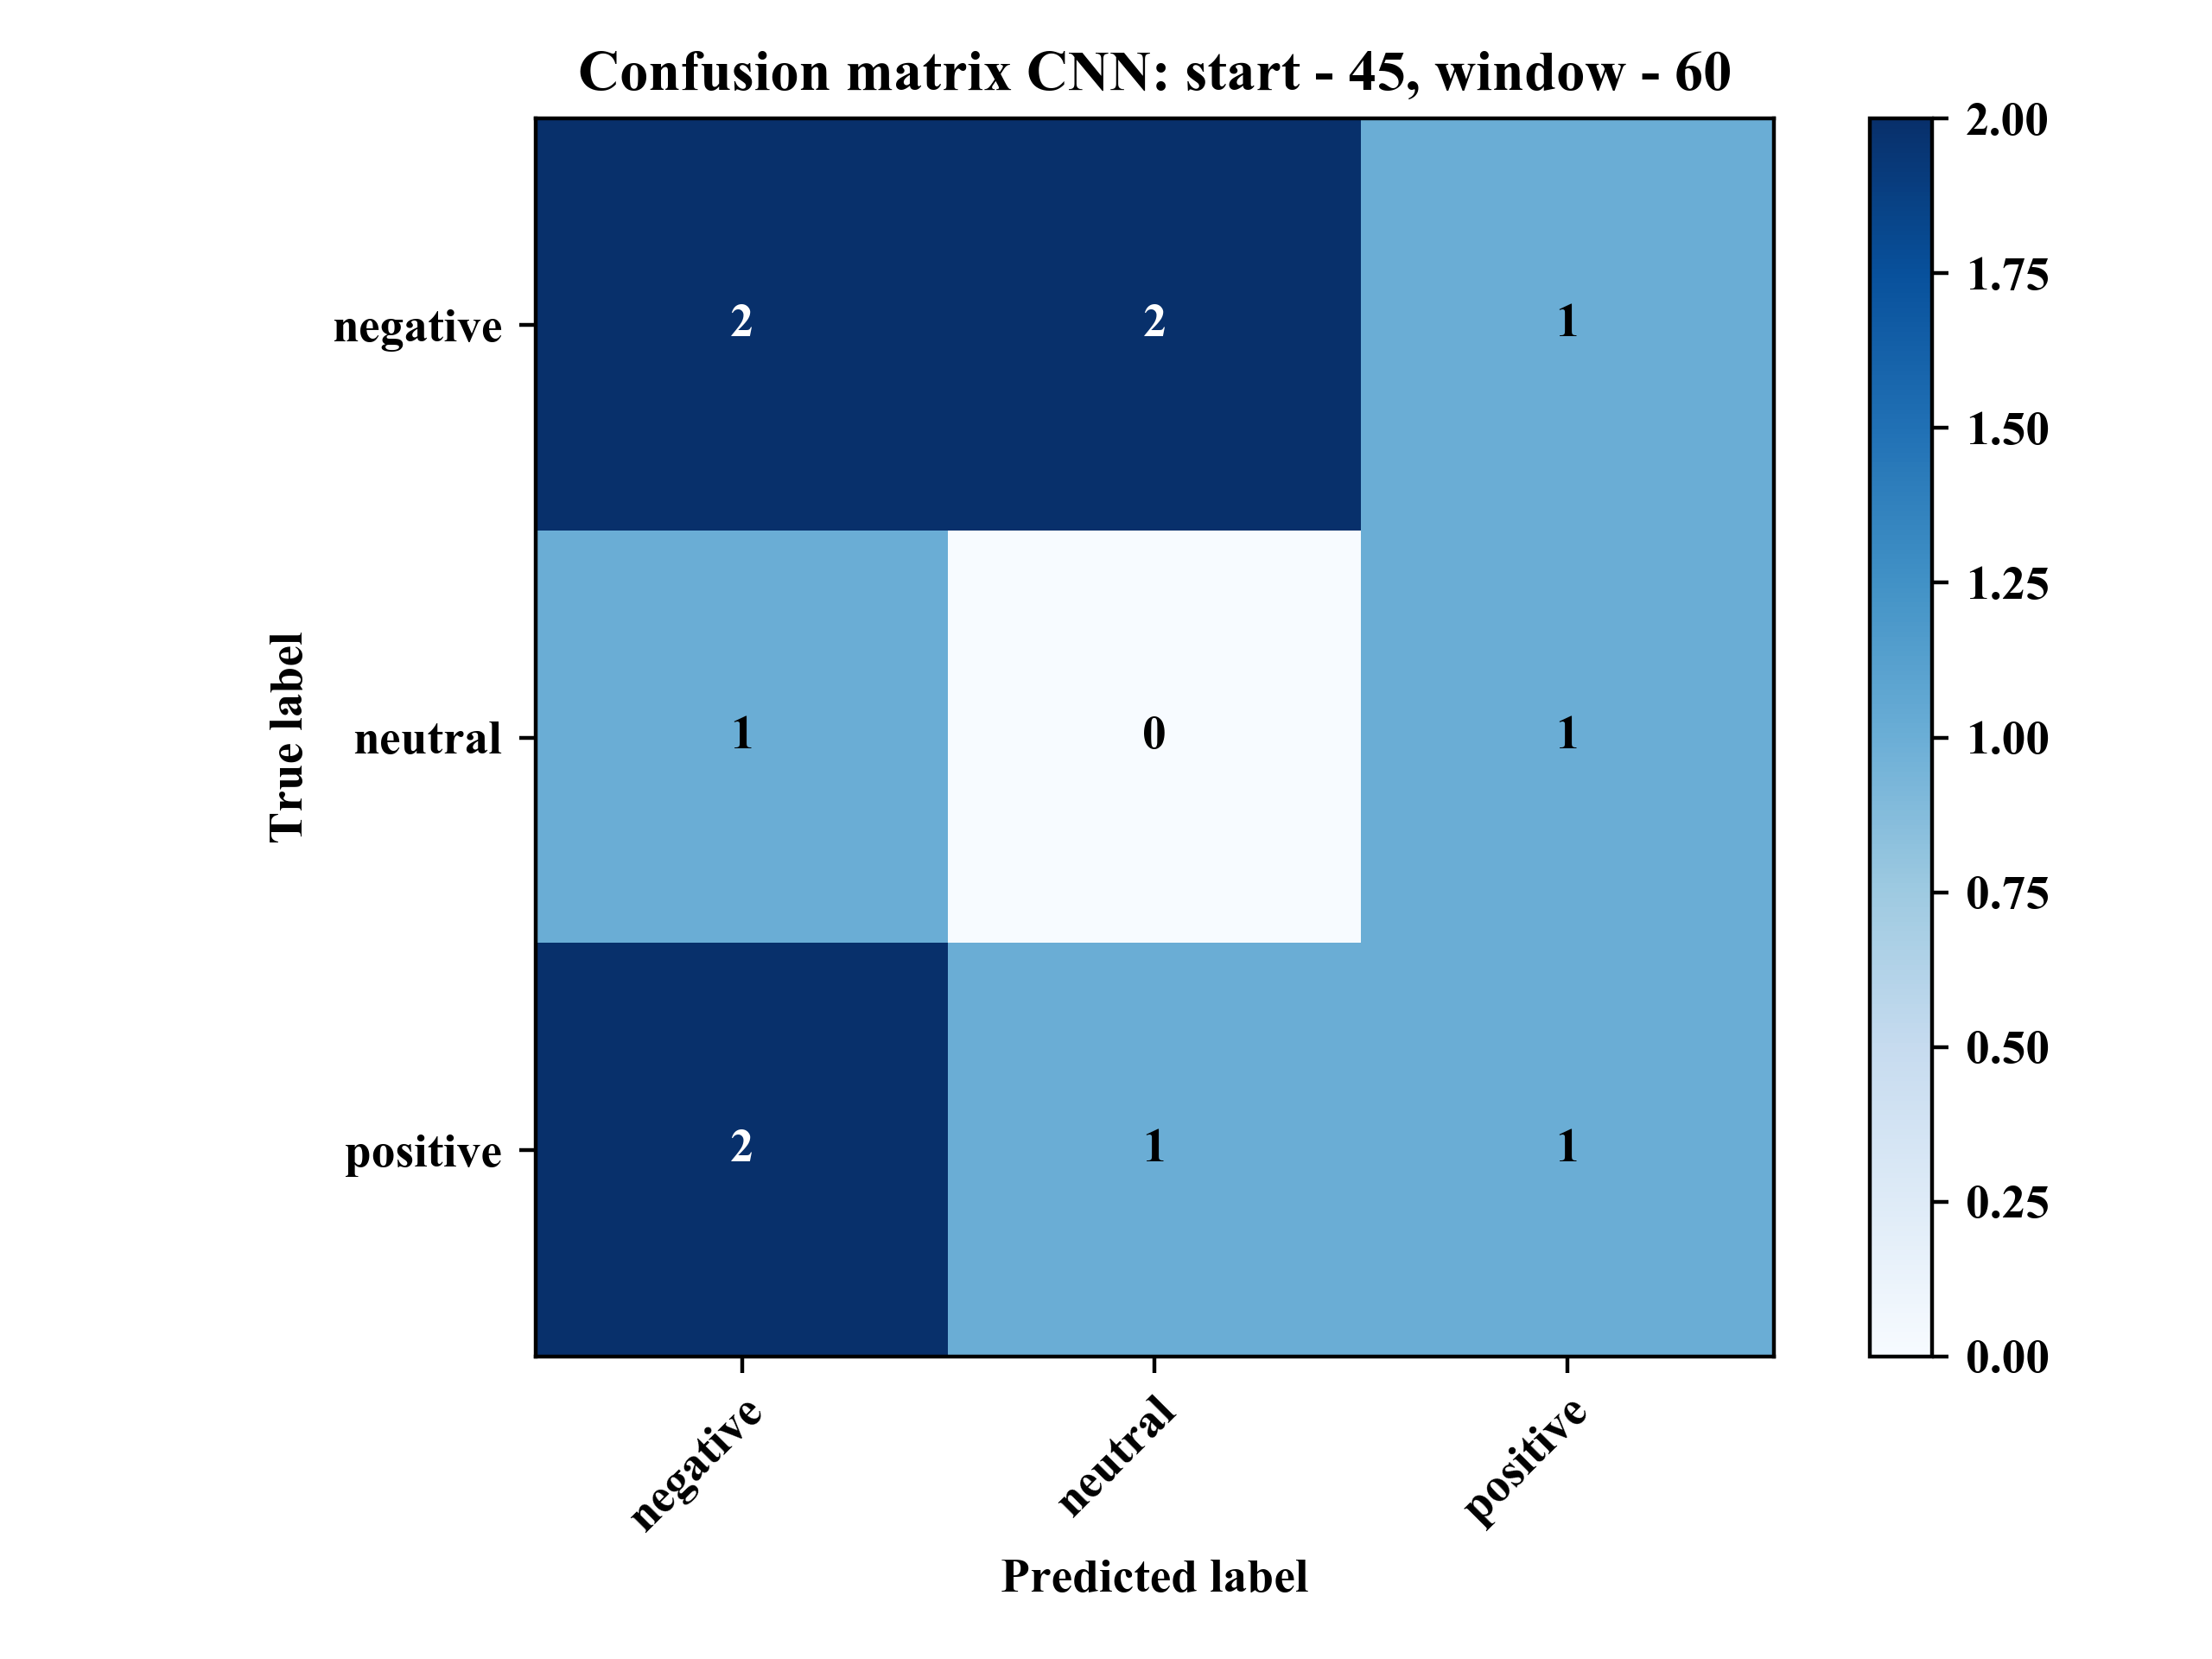 Confusion matrix CNN: start - 45, window - 60
True label
negative
neutral
positive
2 2 1
1 0 1
2 1 1
negative
neutral
positive
Predicted label
2.00
1.75
1.50
1.25
1.00
0.75
0.50
0.25
0.00